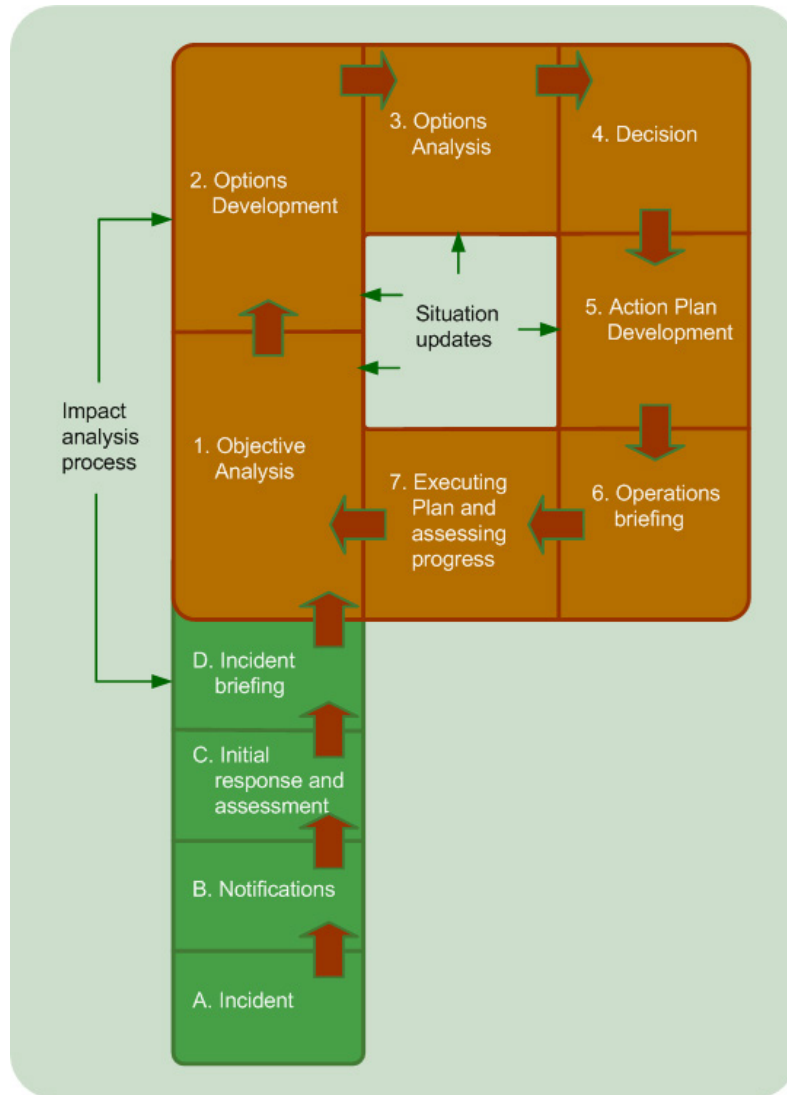 3. Options
Analysis
4. Decision
2. Options
Development
Situation
updates
5. Action Plan
Development
Impact
analysis
process
1. Objective
Analysis
7. Executing
Plan and
assessing
progress
6. Operations
briefing
D. Incident
briefing
C. Initial
response and
assessment
B. Notifications
A. Incident